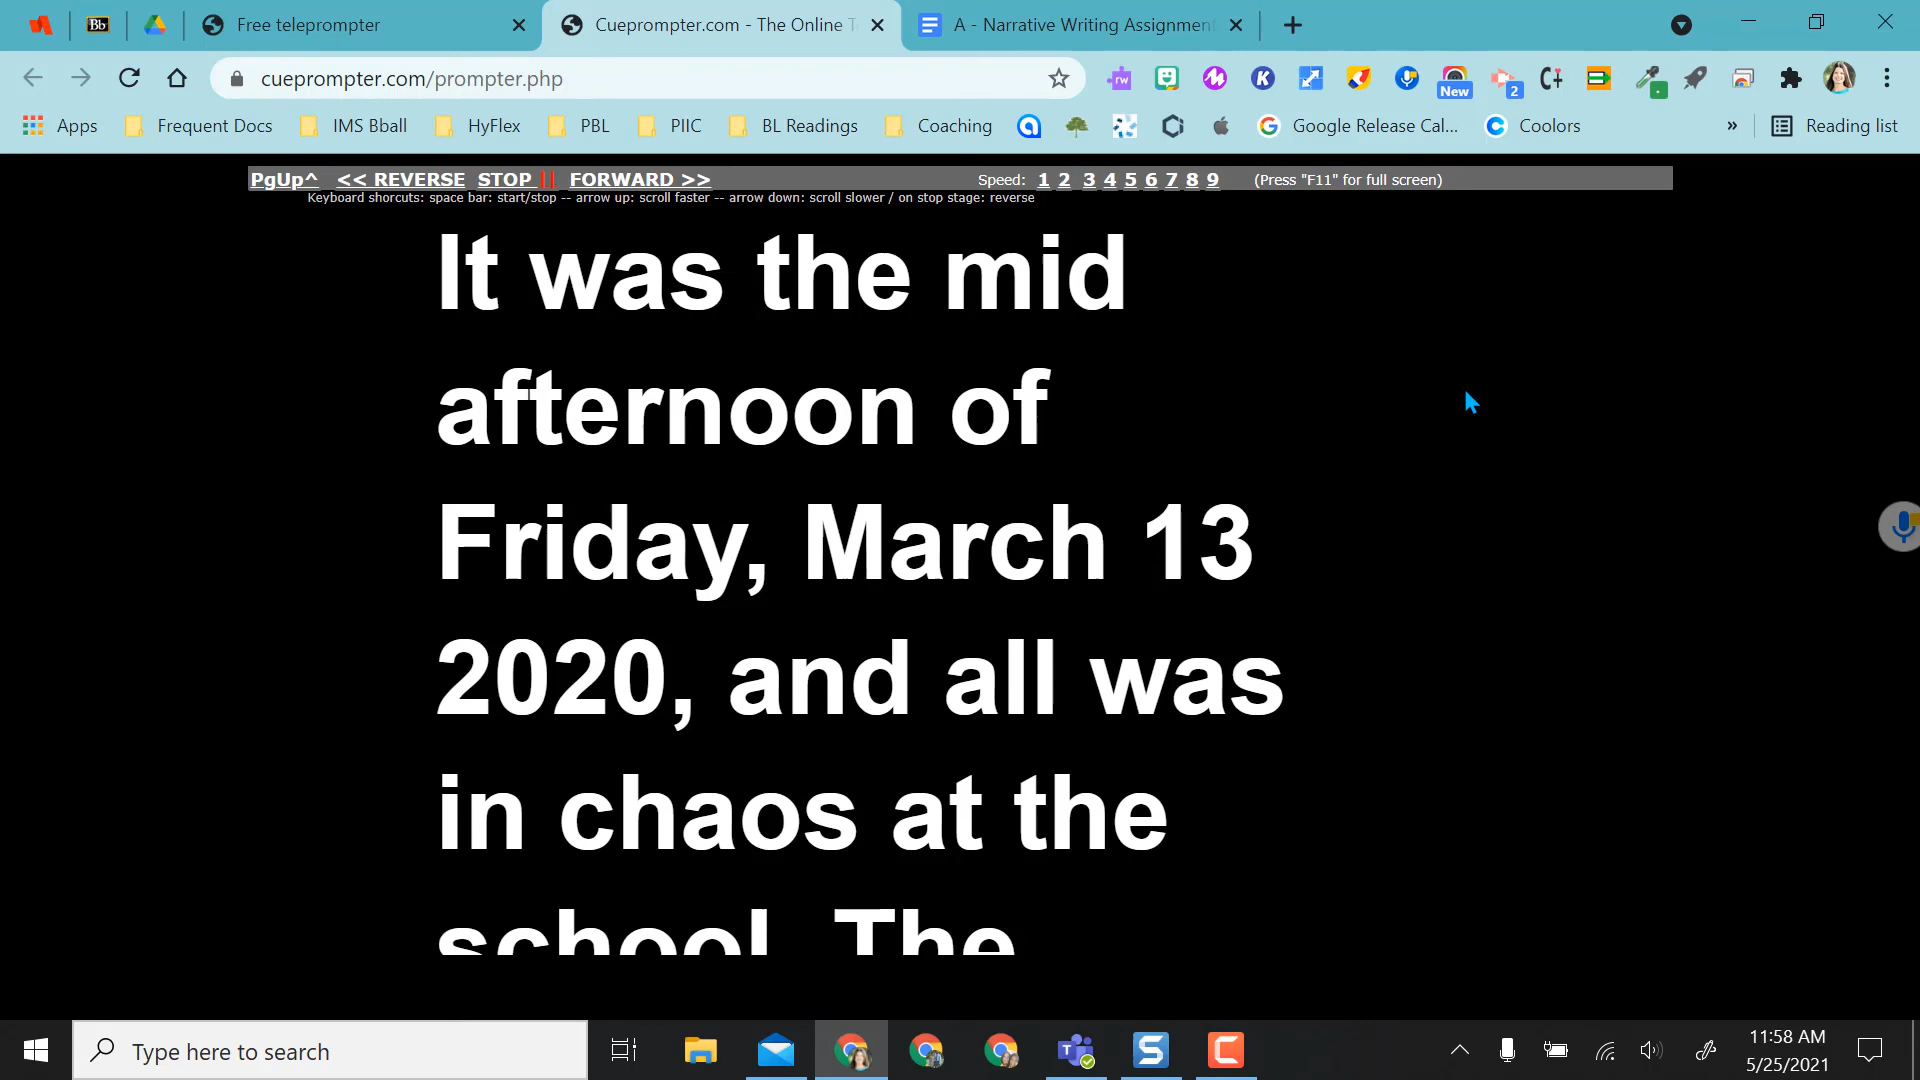 Free teleprompter
Cueprompter.com - The Online T
A - Narrative Writing Assignment
cueprompter.com/prompter.php
New
2
Apps
Frequent Docs
IMS Bball
HyFlex
PBL
PIIC
BL Readings
Coaching
Google Release Cal...
Coolors
»
Reading list
PgUp^ << REVERSE STOP || FORWARD >> Speed: 1 2 3 4 5 6 7 8 9 (Press "F11" for full screen)
Keyboard shorcuts: space bar: start/stop -- arrow up: scroll faster -- arrow down: scroll slower / on stop stage: reverse
It was the mid
afternoon of
Friday, March 13
2020, and all was
in chaos at the
school. The
Type here to search
11:58 AM
5/25/2021